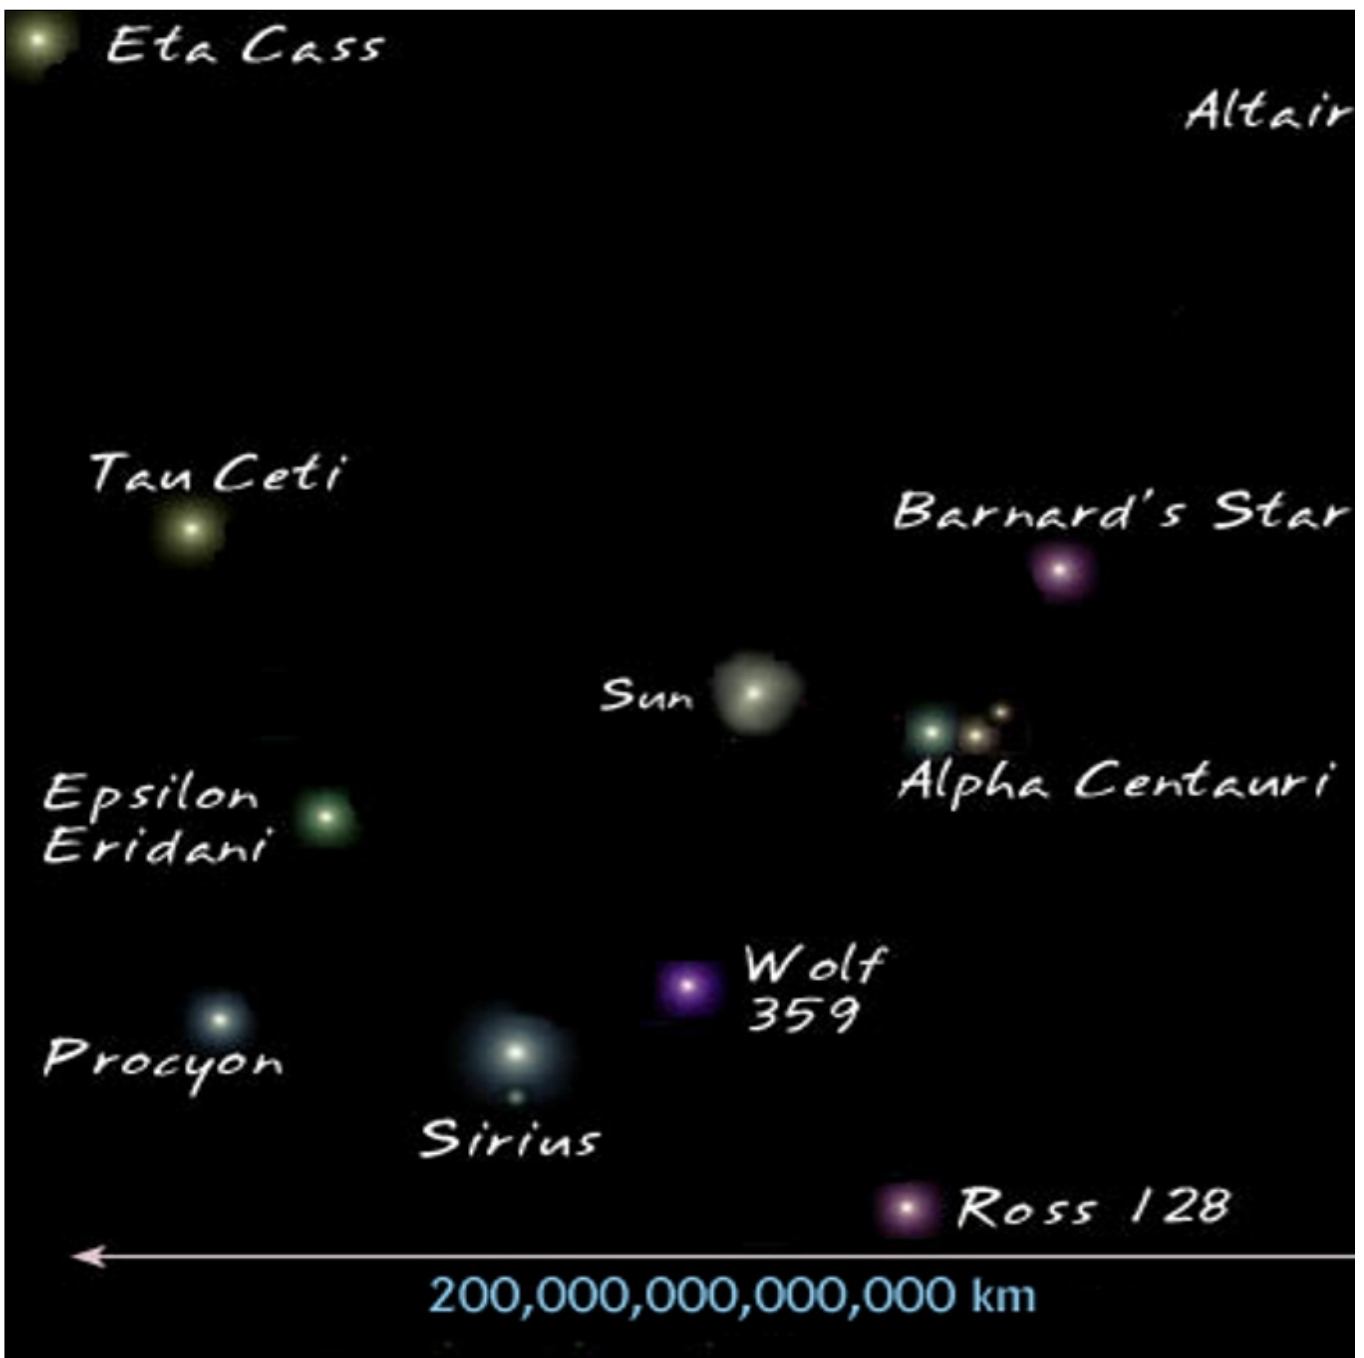 Eta Cass
Altair
Tau Ceti
Barnard's Star
Sun
Alpha Centauri
Epsilon
Eridani
Wolf
359
Procyon
Sirius
Ross 128
200,000,000,000,000 km